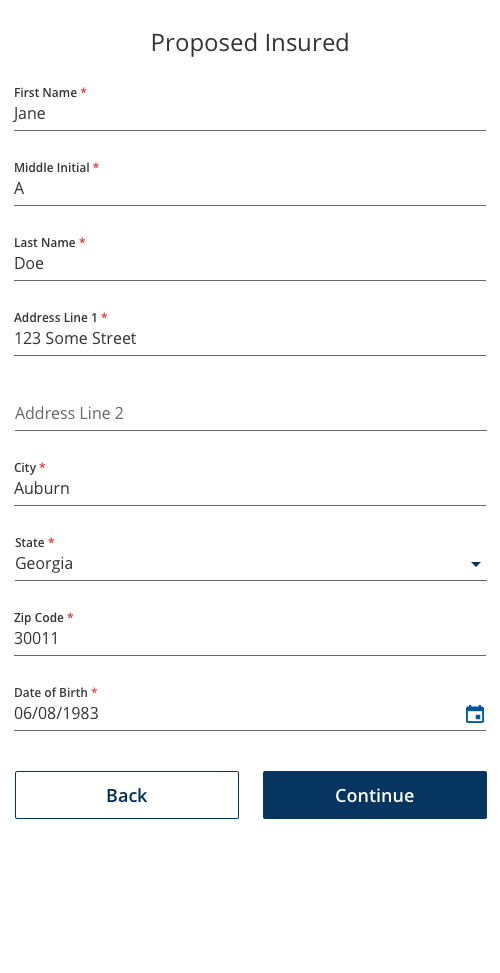 Proposed Insured
First Name *
Jane
Middle Initial *
A
Last Name *
Doe
Address Line 1 *
123 Some Street
Address Line 2
City *
Auburn
State *
Georgia
Zip Code *
30011
Date of Birth *
06/08/1983
Back Continue